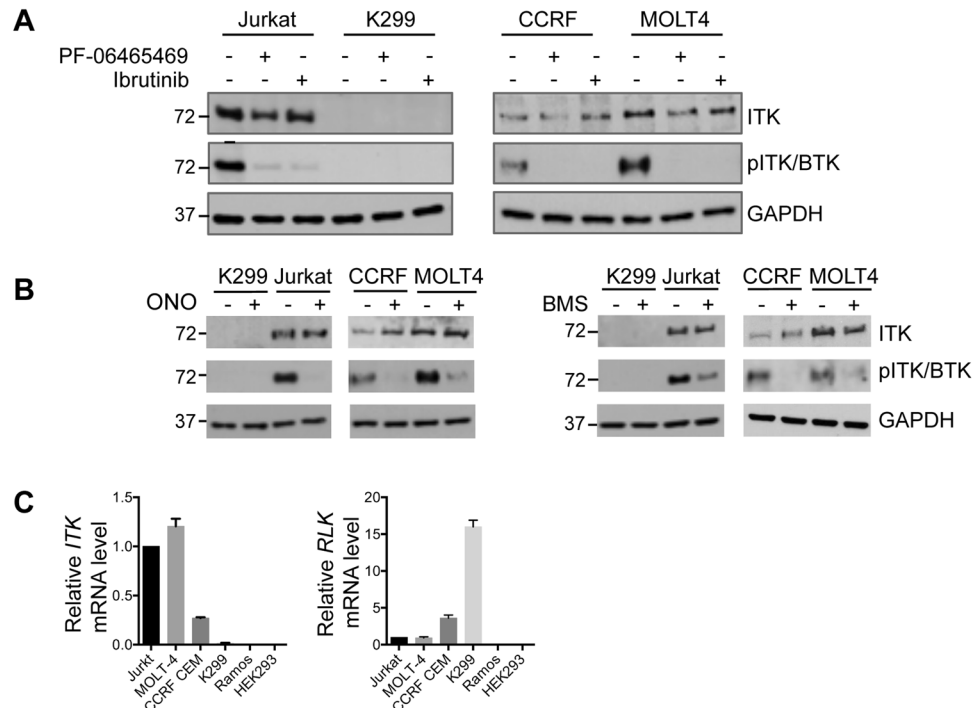 A
Jurkat K299 CCRF MOLT4
PF-06465469 - + - - + - - + - - + -
Ibrutinib - - + - - + - - + - - +
72 ITK
72 pITK/BTK
37 GAPDH
B
K299 Jurkat CCRF MOLT4 K299 Jurkat CCRF MOLT4
ONO - + - + - + - + BMS - + - + - + - +
72 72 ITK
72 72 pITK/BTK
37 37 GAPDH
C
Relative ITK
mRNA level
1.5
1.0
0.5
0.0
Jurkt
MOLT-4
CCRF CEM
K299
Ramos
HEK293
Relative RLK
mRNA level
20
15
10
5
0
Jurkat
MOLT-4
CCRF CEM
K299
Ramos
HEK293